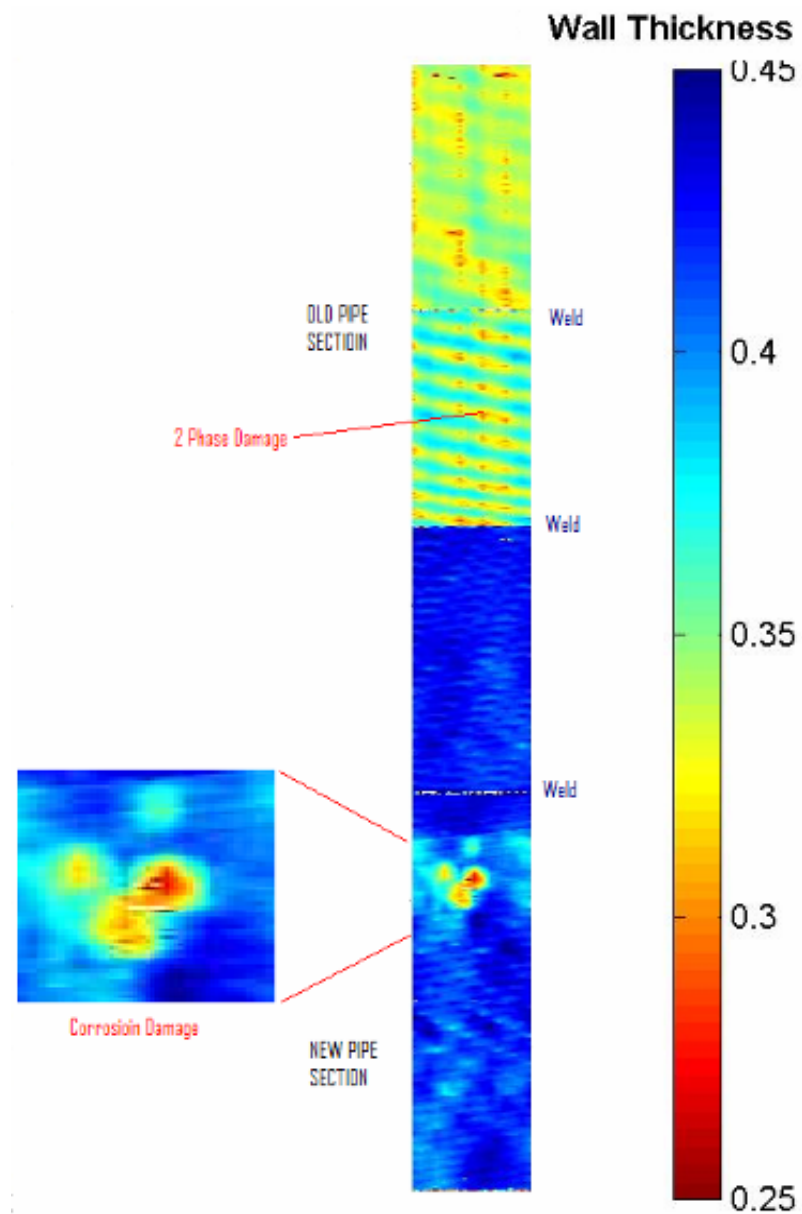 Wall Thickness
0.45
OLD PIPE
SECTIOIN
Weld
0.4
2 Phase Damage
Weld
0.35
Weld
0.3
Corrosioin Damage
NEW PIPE
SECTION
0.25